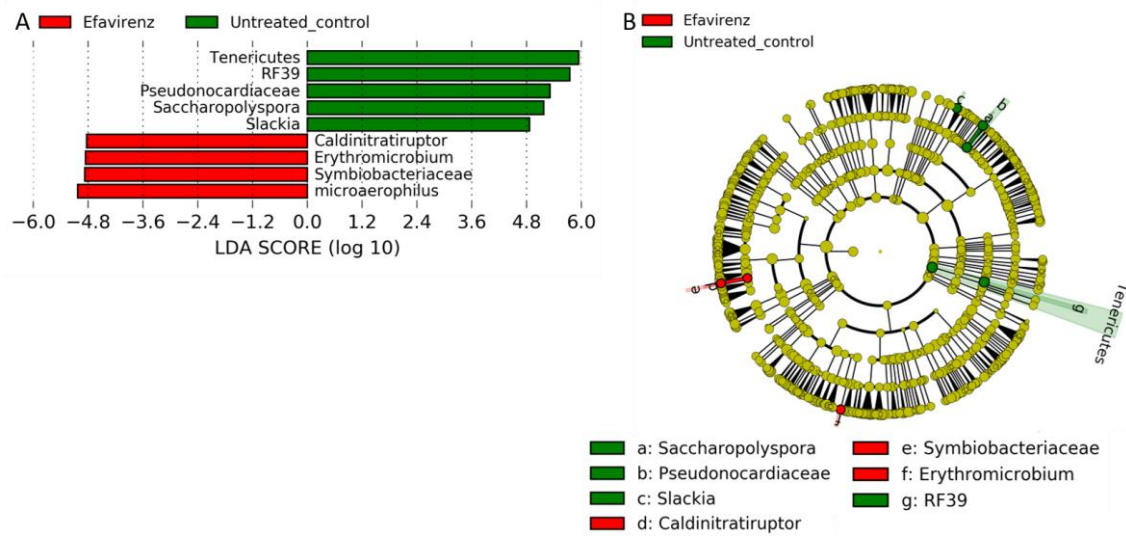 A
Efavirenz
Untreated_control
Tenericutes
RF39
Pseudonocardiaceae
Saccharopolyspora
Slackia
Caldinitratiruptor
Erythromicrobium
Symbiobacteriaceae
microaerophilus
−6.0 −4.8 −3.6 −2.4 −1.2 0.0 1.2 2.4 3.6 4.8 6.0
LDA SCORE (log 10)
B
Efavirenz
Untreated_control
c
b
a
e
d
g
Tenericutes
f
a: Saccharopolyspora
b: Pseudonocardiaceae
c: Slackia
d: Caldinitratiruptor
e: Symbiobacteriaceae
f: Erythromicrobium
g: RF39